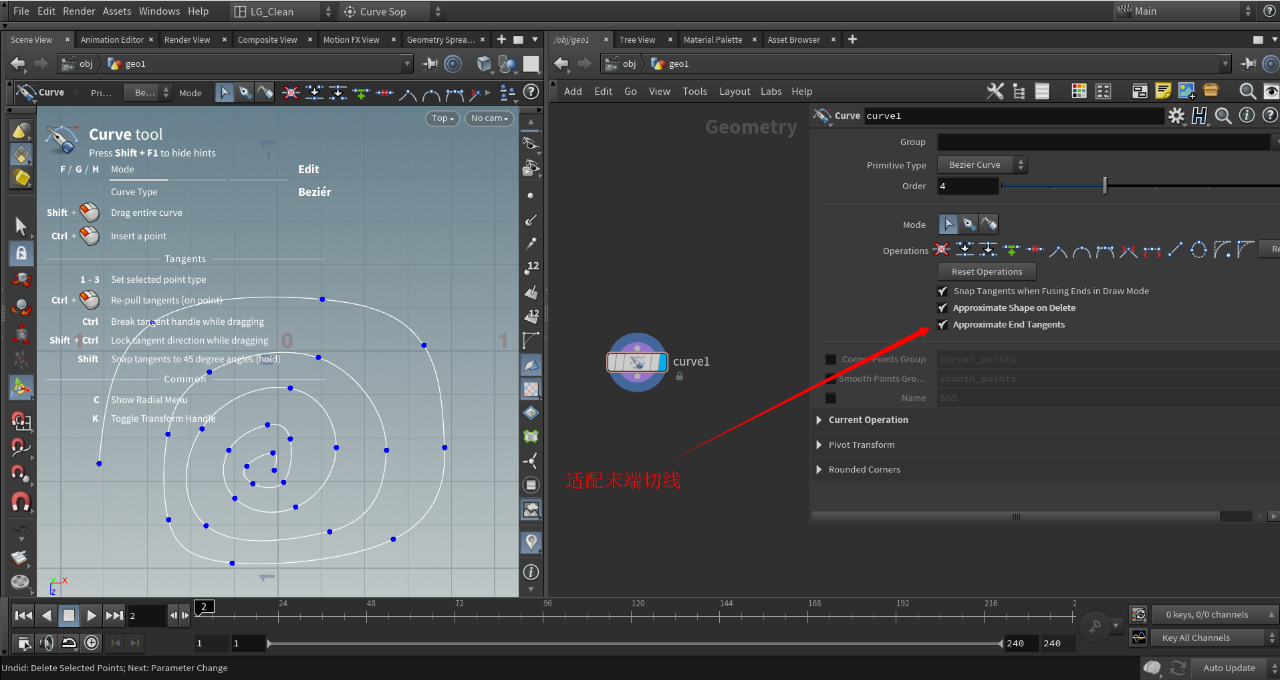 File Edit Render Assets Windows Help LG_Clean Curve Sop Main
Scene View Animation Editor Render View Composite View Motion FX View Geometry Sprea...
obj geo1
Curve Pri... Be... Mode
Top No cam
Curve tool
Press Shift + F1 to hide hints
F / G / H Mode Edit
Curve Type Beziér
Shift + Drag entire curve
Ctrl + Insert a point
Tangents
1 - 3 Set selected point type
Ctrl + Re-pull tangents (on point)
Ctrl Break tangent handle while dragging
Shift + Ctrl Lock tangent direction while dragging
Shift Snap tangents to 45 degree angles (hold)
Common
C Show Radial Menu
K Toggle Transform Handle
1 0 1
1
1
12
12
Y X
Z
/obj/geo1 Tree View Material Palette Asset Browser
obj geo1
Add Edit Go View Tools Layout Labs Help
Geometry
curve1
适配末端切线
Curve curve1
Group
Primitive Type Bezier Curve
Order 4
Mode
Operations Re
Reset Operations
Snap Tangents when Fusing Ends in Draw Mode
Approximate Shape on Delete
Approximate End Tangents
Corner Points Group corner_points
Smooth Points Gro... smooth_points
Name
Current Operation
Pivot Transform
Rounded Corners
2 2 24 48 72 96 120 144 168 192 216 2
0 keys, 0/0 channels
1 1 240 240 Key All Channels
Undid: Delete Selected Points; Next: Parameter Change Auto Update